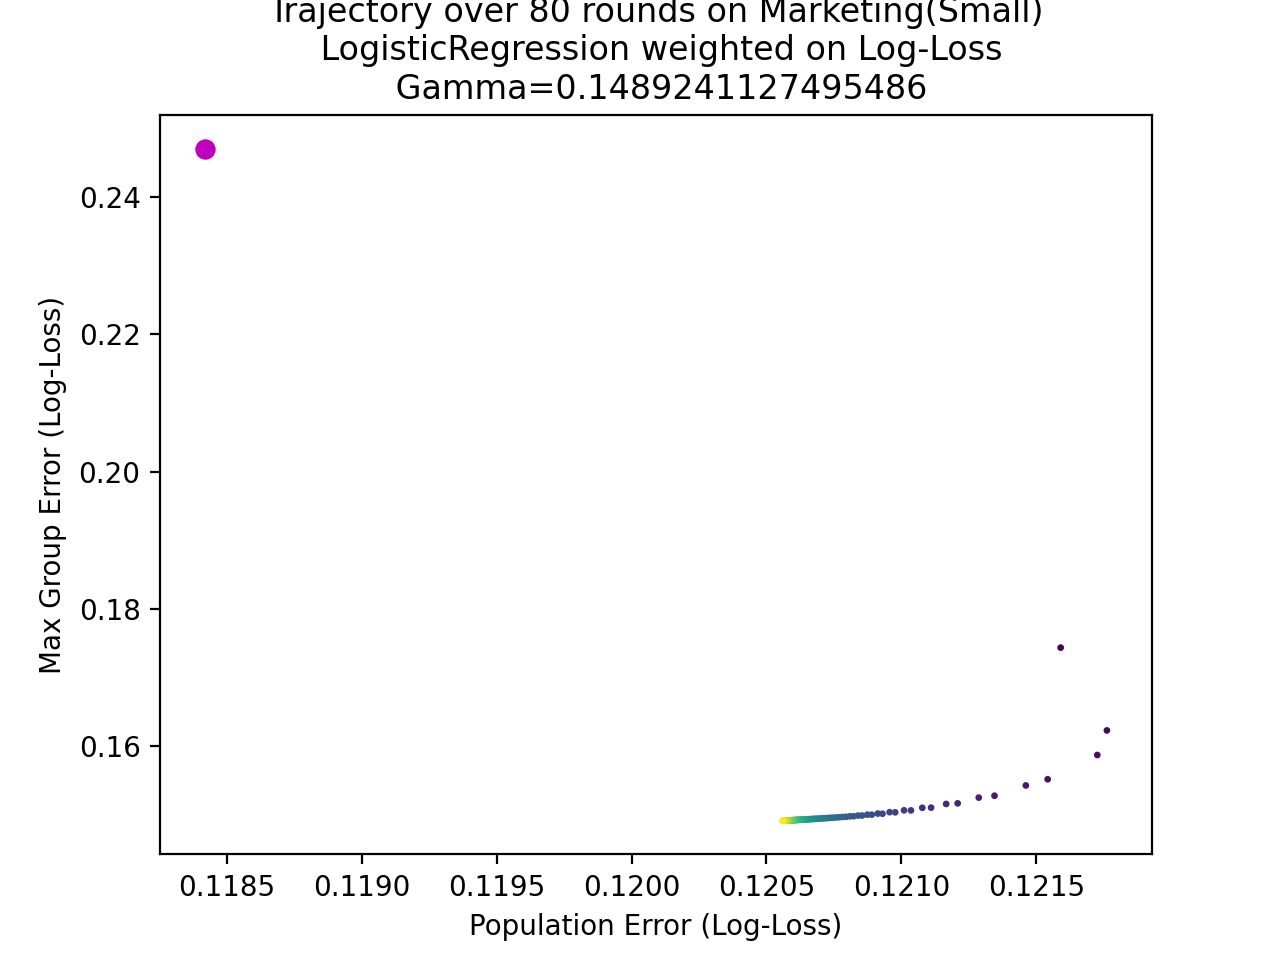 Trajectory over 80 rounds on Marketing(Small)
LogisticRegression weighted on Log-Loss
Gamma=0.1489241127495486
0.24
0.22
0.20
0.18
0.16
Max Group Error (Log-Loss)
0.1185 0.1190 0.1195 0.1200 0.1205 0.1210 0.1215
Population Error (Log-Loss)